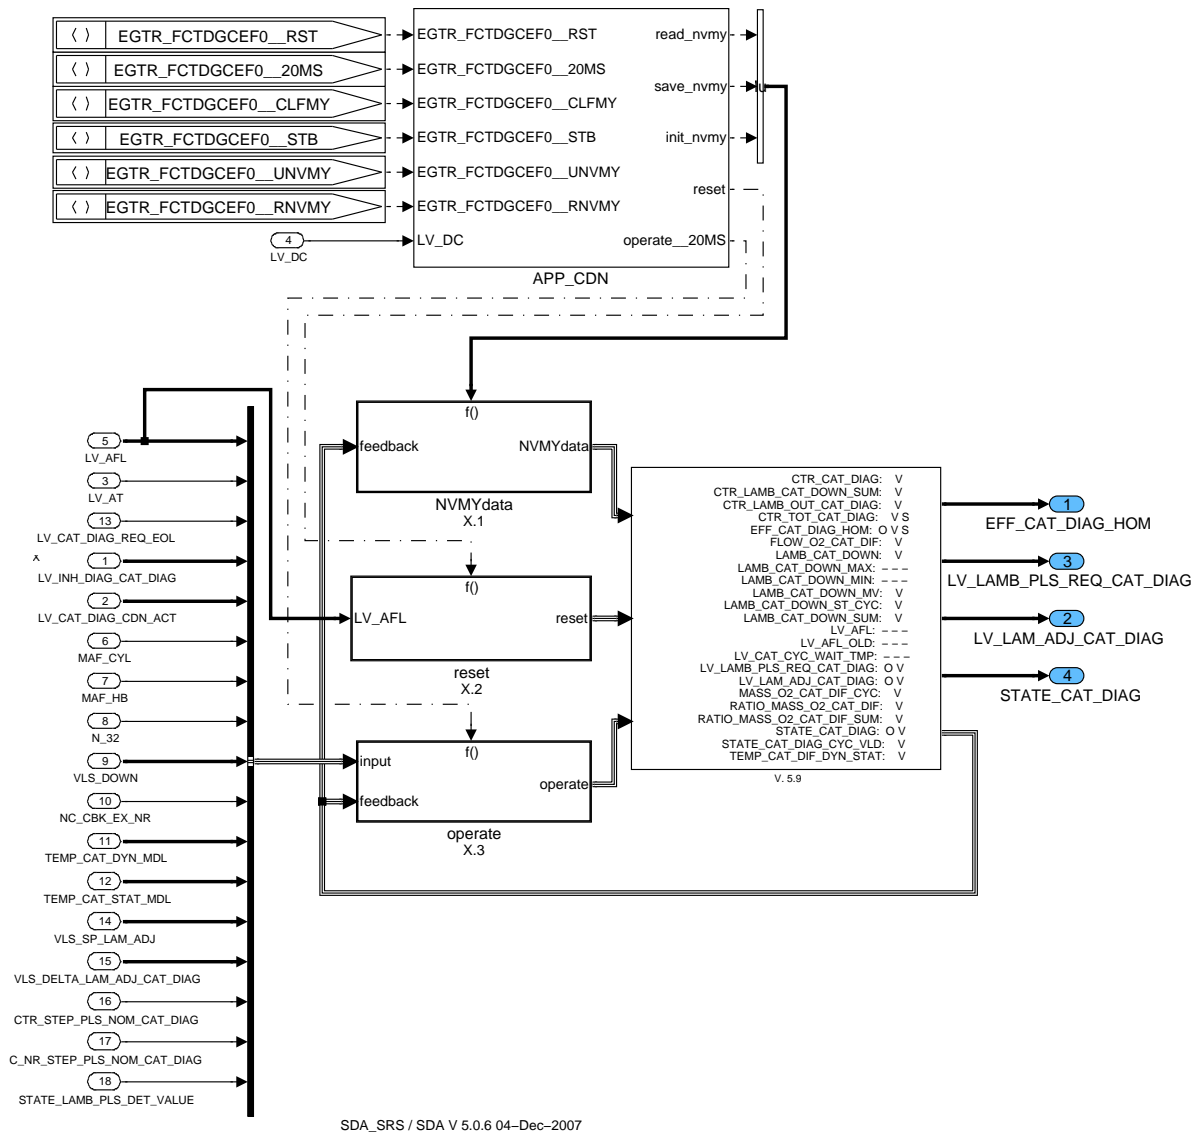 EGTR_FCTDGCEF0__RST
EGTR_FCTDGCEF0__20MS
EGTR_FCTDGCEF0__CLFMY
EGTR_FCTDGCEF0__STB
EGTR_FCTDGCEF0__UNVMY
EGTR_FCTDGCEF0__RNVMY
4
LV_DC
EGTR_FCTDGCEF0__RST
EGTR_FCTDGCEF0__20MS
EGTR_FCTDGCEF0__CLFMY
EGTR_FCTDGCEF0__STB
EGTR_FCTDGCEF0__UNVMY
EGTR_FCTDGCEF0__RNVMY
LV_DC
read_nvmy
save_nvmy
init_nvmy
reset
operate__20MS
APP_CDN
5
LV_AFL
3
LV_AT
13
LV_CAT_DIAG_REQ_EOL
x
1
LV_INH_DIAG_CAT_DIAG
2
LV_CAT_DIAG_CDN_ACT
6
MAF_CYL
7
MAF_HB
8
N_32
9
VLS_DOWN
10
NC_CBK_EX_NR
11
TEMP_CAT_DYN_MDL
12
TEMP_CAT_STAT_MDL
14
VLS_SP_LAM_ADJ
15
VLS_DELTA_LAM_ADJ_CAT_DIAG
16
CTR_STEP_PLS_NOM_CAT_DIAG
17
C_NR_STEP_PLS_NOM_CAT_DIAG
18
STATE_LAMB_PLS_DET_VALUE
f()
feedback
NVMYdata
NVMYdata
X.1
f()
LV_AFL
reset
reset
X.2
f()
input
feedback
operate
operate
X.3
CTR_CAT_DIAG: V
CTR_LAMB_CAT_DOWN_SUM: V
CTR_LAMB_OUT_CAT_DIAG: V
CTR_TOT_CAT_DIAG: V S
EFF_CAT_DIAG_HOM: O V S
FLOW_O2_CAT_DIF: V
LAMB_CAT_DOWN: V
LAMB_CAT_DOWN_MAX: – – –
LAMB_CAT_DOWN_MIN: – – –
LAMB_CAT_DOWN_MV: V
LAMB_CAT_DOWN_ST_CYC: V
LAMB_CAT_DOWN_SUM: V
LV_AFL: – – –
LV_AFL_OLD: – – –
LV_CAT_CYC_WAIT_TMP: – – –
LV_LAMB_PLS_REQ_CAT_DIAG: O V
LV_LAM_ADJ_CAT_DIAG: O V
MASS_O2_CAT_DIF_CYC: V
RATIO_MASS_O2_CAT_DIF: V
RATIO_MASS_O2_CAT_DIF_SUM: V
STATE_CAT_DIAG: O V
STATE_CAT_DIAG_CYC_VLD: V
TEMP_CAT_DIF_DYN_STAT: V
V. 5.9
1
EFF_CAT_DIAG_HOM
3
LV_LAMB_PLS_REQ_CAT_DIAG
2
LV_LAM_ADJ_CAT_DIAG
4
STATE_CAT_DIAG
SDA_SRS / SDA V 5.0.6 04–Dec–2007